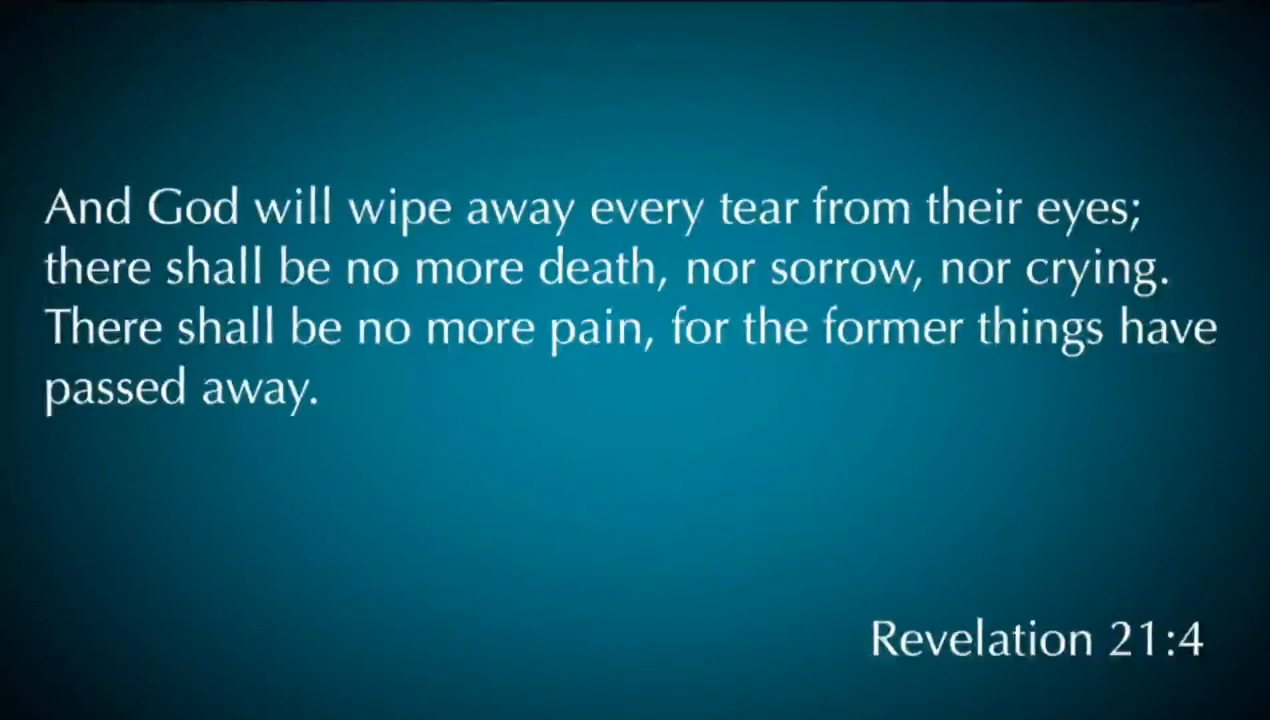 And God will wipe away every tear from their eyes;
there shall be no more death, nor sorrow, nor crying.
There shall be no more pain, for the former things have
passed away.
Revelation 21:4